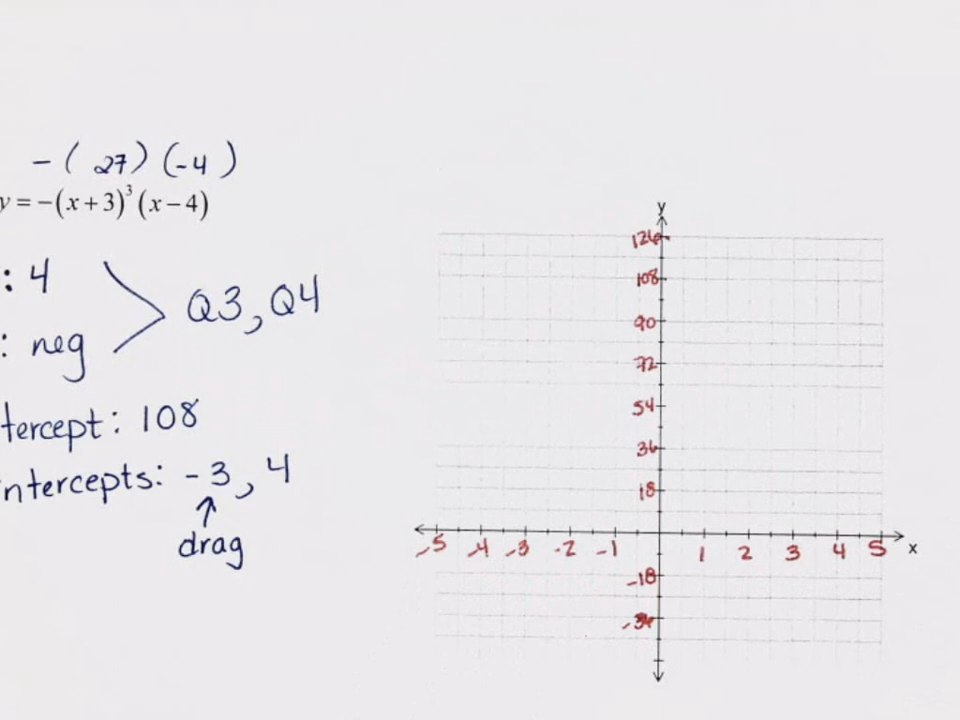 - ( 27 ) (-4 )
y = -(x+3)³(x-4)
: 4
: neg
Q3, Q4
tercept: 108
ntercepts: -3, 4
↑
drag
y
126
108
90
72
54
36
18
-5 -4 -3 -2 -1 1 2 3 4 5 x
-18
-36